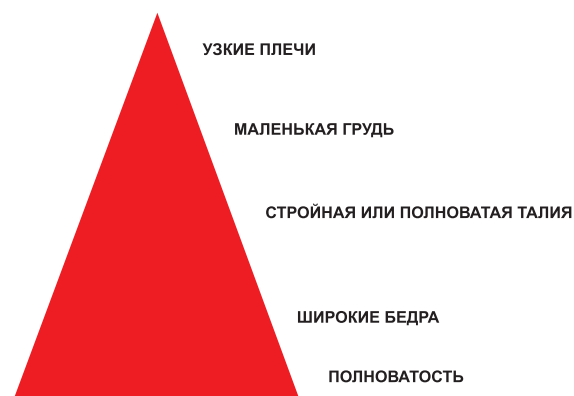 УЗКИЕ ПЛЕЧИ
МАЛЕНЬКАЯ ГРУДЬ
СТРОЙНАЯ ИЛИ ПОЛНОВАТАЯ ТАЛИЯ
ШИРОКИЕ БЕДРА
ПОЛНОВАТОСТЬ